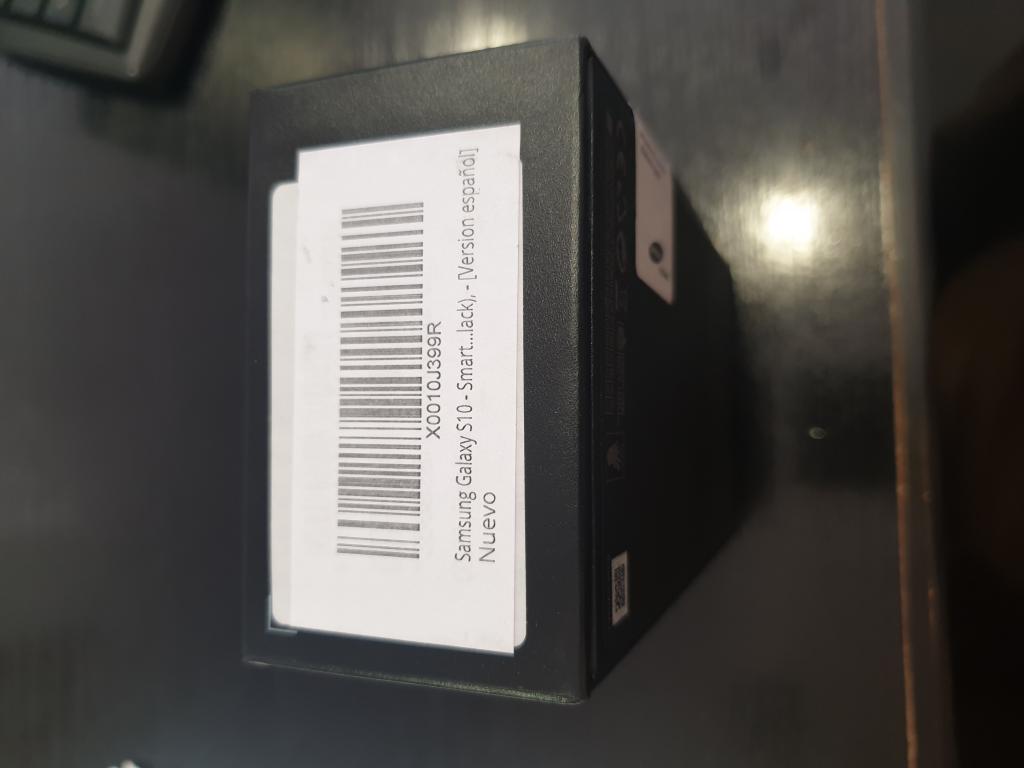 X0010J399R
Samsung Galaxy S10 - Smart...lack), - [Version español]
Nuevo